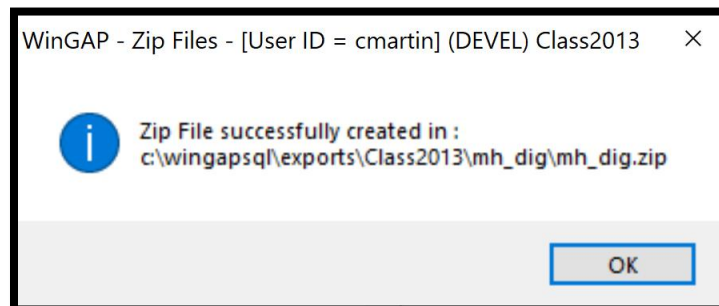 WinGAP - Zip Files - [User ID = cmartin] (DEVEL) Class2013
Zip File successfully created in :
c:\wingapsql\exports\Class2013\mh_dig\mh_dig.zip
OK